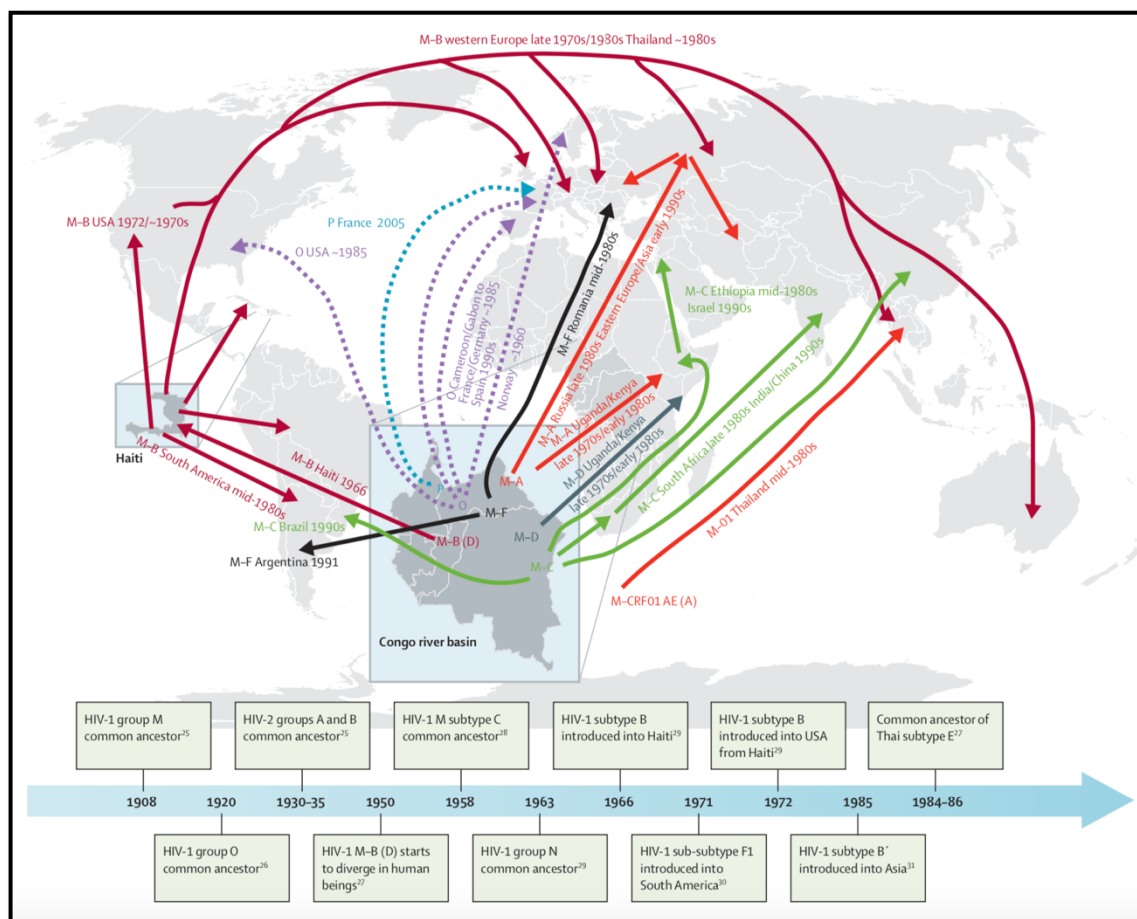 M–B western Europe late 1970s/1980s Thailand ~1980s
M–B USA 1972/~1970s
P France 2005
O USA ~1985
O Cameroon/Gabon to
France/Germany ~1985
Spain 1990s
Norway ~1960
M–F Romania mid-1980s
M–A Russia late 1980s Eastern Europe/Asia early 1990s
M–A Uganda/Kenya
late 1970s/early 1980s
M–D Uganda/Kenya
late 1970s/early 1980s
M–C Ethiopia mid-1980s
Israel 1990s
M–C South Africa late 1980s India/China 1990s
M–01 Thailand mid-1980s
Haiti
M–B South America mid-1980s
M–B Haiti 1966
M–C Brazil 1990s
M–F Argentina 1991
P
O
M–A
M–F
M–B (D)
M–D
M–C
M–CRF01 AE (A)
Congo river basin
HIV-1 group M
common ancestor²⁵
HIV-2 groups A and B
common ancestor²⁵
HIV-1 M subtype C
common ancestor²⁸
HIV-1 subtype B
introduced into Haiti²⁹
HIV-1 subtype B
introduced into USA
from Haiti²⁹
Common ancestor of
Thai subtype E²⁷
1908
1920
1930–35
1950
1958
1963
1966
1971
1972
1985
1984–86
HIV-1 group O
common ancestor²⁶
HIV-1 M–B (D) starts
to diverge in human
beings²⁷
HIV-1 group N
common ancestor²⁹
HIV-1 sub-subtype F1
introduced into
South America³⁰
HIV-1 subtype B´
introduced into Asia³¹